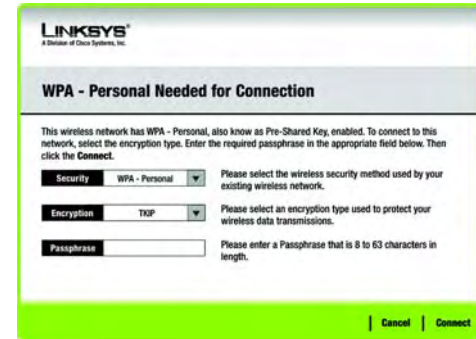 LINKSYS®
A Division of Cisco Systems, Inc.
WPA - Personal Needed for Connection
This wireless network has WPA - Personal, also know as Pre-Shared Key, enabled. To connect to this
network, select the encryption type. Enter the required passphrase in the appropriate field below. Then
click the Connect.
Security WPA - Personal Please select the wireless security method used by your
existing wireless network.
Encryption TKIP Please select an encryption type used to protect your
wireless data transmissions.
Passphrase Please enter a Passphrase that is 8 to 63 characters in
length.
Cancel Connect